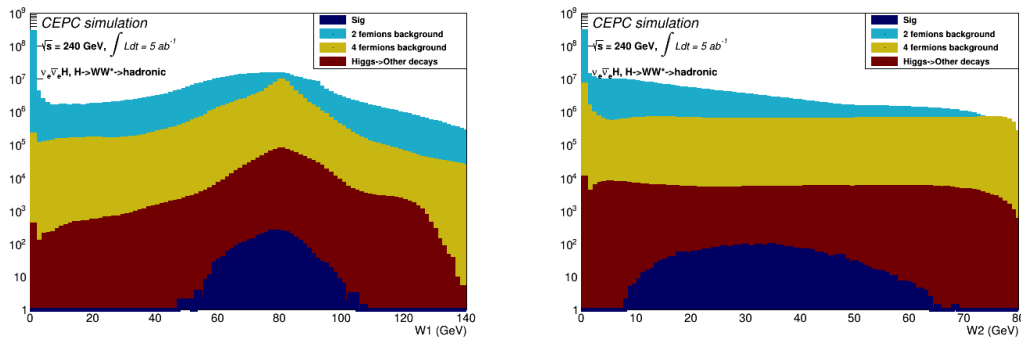 CEPC simulation
√s = 240 GeV, ∫ Ldt = 5 ab⁻¹
νeν̅eH, H->WW*->hadronic
Sig
2 femions background
4 fermions background
Higgs->Other decays
10⁹
10⁸
10⁷
10⁶
10⁵
10⁴
10³
10²
10
1
0 20 40 60 80 100 120 140
W1 (GeV)
CEPC simulation
√s = 240 GeV, ∫ Ldt = 5 ab⁻¹
νeν̅eH, H->WW*->hadronic
Sig
2 femions background
4 fermions background
Higgs->Other decays
10⁹
10⁸
10⁷
10⁶
10⁵
10⁴
10³
10²
10
1
0 10 20 30 40 50 60 70 80
W2 (GeV)